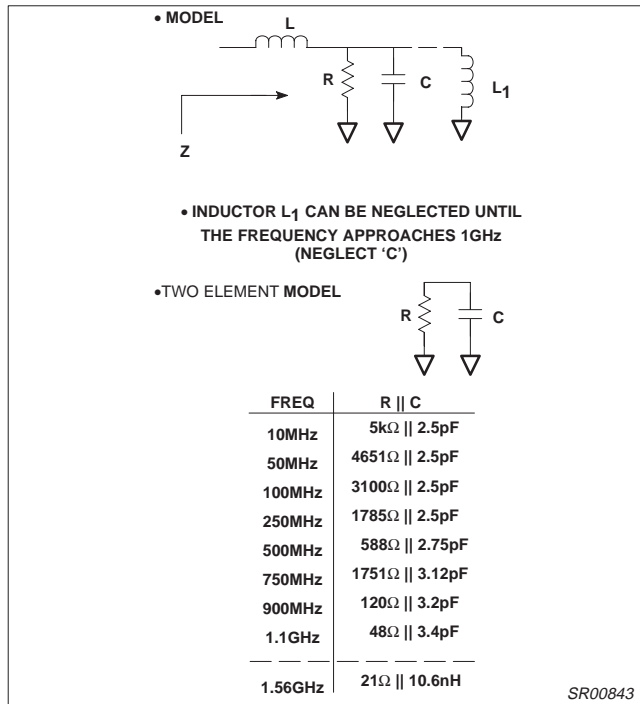 • MODEL
L
R
C
L1
Z
• INDUCTOR L1 CAN BE NEGLECTED UNTIL
THE FREQUENCY APPROACHES 1GHz
(NEGLECT ‘C’)
•TWO ELEMENT MODEL
R
C
FREQ R || C
10MHz 5kΩ || 2.5pF
50MHz 4651Ω || 2.5pF
100MHz 3100Ω || 2.5pF
250MHz 1785Ω || 2.5pF
500MHz 588Ω || 2.75pF
750MHz 1751Ω || 3.12pF
900MHz 120Ω || 3.2pF
1.1GHz 48Ω || 3.4pF
1.56GHz 21Ω || 10.6nH
SR00843